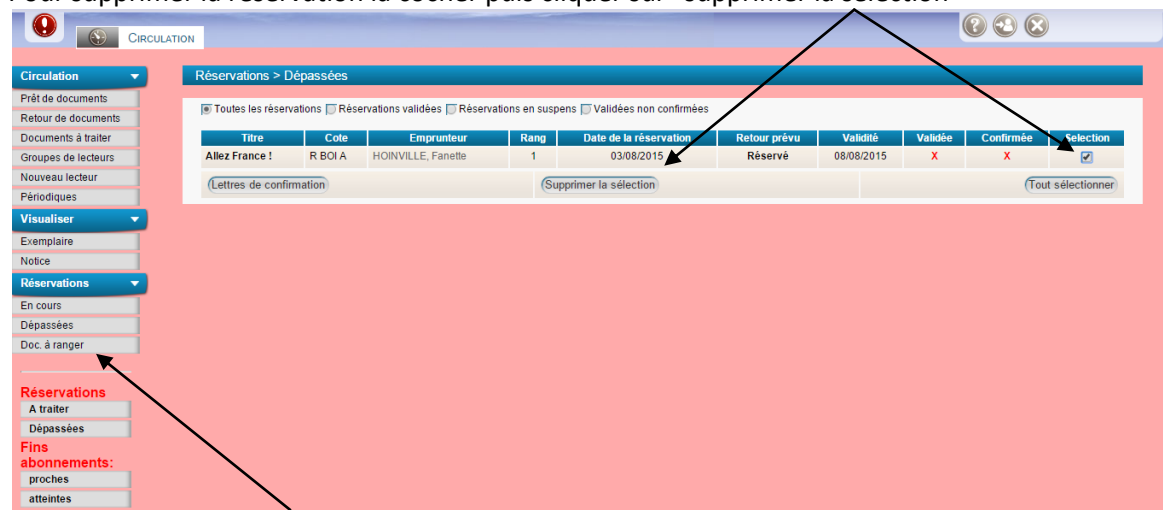 Pour supprimer la réservation la cocher puis cliquer sur "supprimer la sélection"
CIRCULATION
Circulation
Prêt de documents
Retour de documents
Documents à traiter
Groupes de lecteurs
Nouveau lecteur
Périodiques
Visualiser
Exemplaire
Notice
Réservations
En cours
Dépassées
Doc. à ranger
Réservations
A traiter
Dépassées
Fins
abonnements:
proches
atteintes
Réservations > Dépassées
Toutes les réservations Réservations validées Réservations en suspens Validées non confirmées
Titre Cote Emprunteur Rang Date de la réservation Retour prévu Validité Validée Confirmée Selection
Allez France ! R BOI A HOINVILLE, Fanette 1 03/08/2015 Réservé 08/08/2015 X X
Lettres de confirmation Supprimer la sélection Tout sélectionner